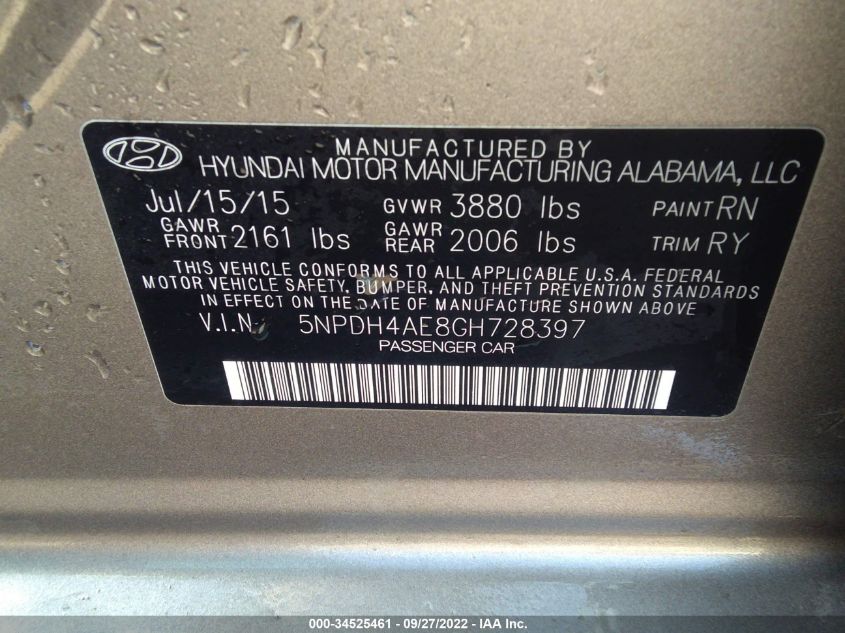 MANUFACTURED BY
HYUNDAI MOTOR MANUFACTURING ALABAMA, LLC
Jul/15/15 GVWR 3880 lbs PAINT RN
GAWR FRONT 2161 lbs GAWR REAR 2006 lbs TRIM RY
THIS VEHICLE CONFORMS TO ALL APPLICABLE U.S.A. FEDERAL
MOTOR VEHICLE SAFETY, BUMPER, AND THEFT PREVENTION STANDARDS
IN EFFECT ON THE DATE OF MANUFACTURE SHOWN ABOVE
V.I.N. 5NPDH4AE8GH728397
PASSENGER CAR
000-34525461 - 09/27/2022 - IAA Inc.